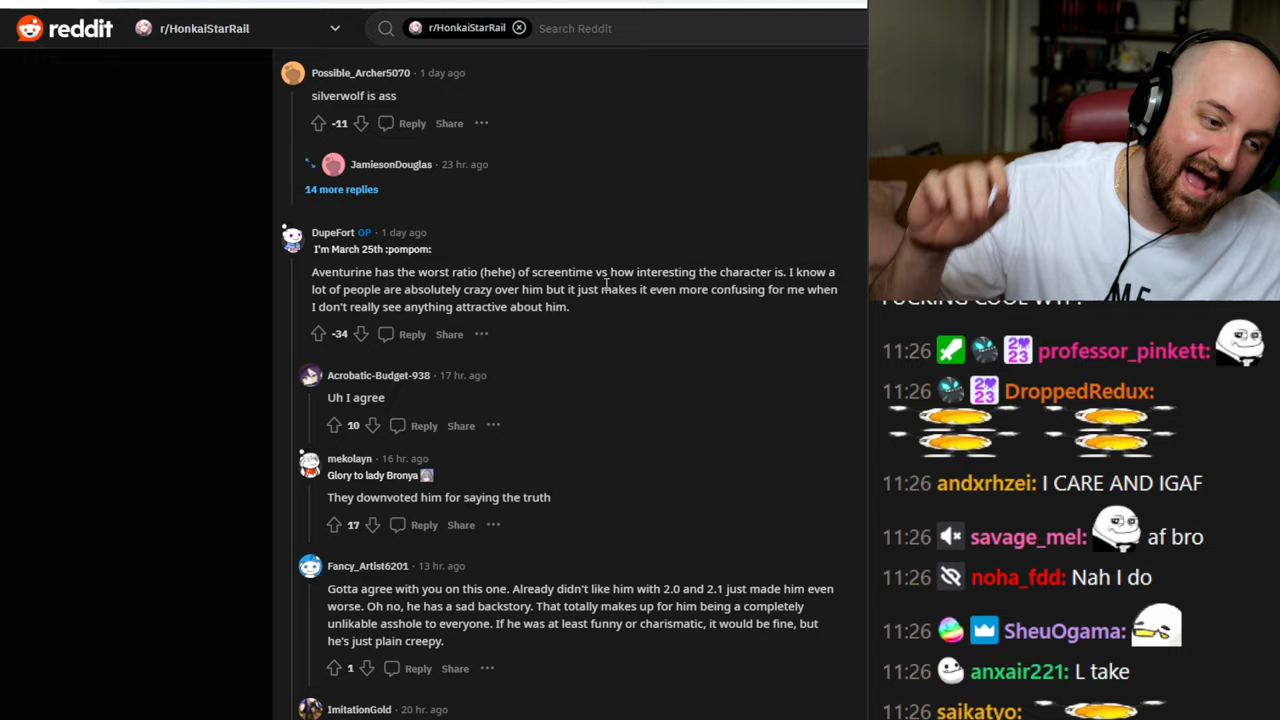 reddit
r/HonkaiStarRail
r/HonkaiStarRail
Search Reddit
Possible_Archer5070 · 1 day ago
silverwolf is ass
-11 Reply Share ...
JamiesonDouglas · 23 hr. ago
14 more replies
DupeFort OP · 1 day ago
I'm March 25th :pompom:
Aventurine has the worst ratio (hehe) of screentime vs how interesting the character is. I know a
lot of people are absolutely crazy over him but it just makes it even more confusing for me when
I don't really see anything attractive about him.
-34 Reply Share ...
Acrobatic-Budget-938 · 17 hr. ago
Uh I agree
10 Reply Share ...
mekolayn · 16 hr. ago
Glory to lady Bronya
They downvoted him for saying the truth
17 Reply Share ...
Fancy_Artist6201 · 13 hr. ago
Gotta agree with you on this one. Already didn't like him with 2.0 and 2.1 just made him even
worse. Oh no, he has a sad backstory. That totally makes up for him being a completely
unlikable asshole to everyone. If he was at least funny or charismatic, it would be fine, but
he's just plain creepy.
1 Reply Share ...
ImitationGold · 20 hr. ago
FUCKING COOL WTF?
11:26 2 23 professor_pinkett:
11:26 2 23 DroppedRedux:
11:26 andxrhzei: I CARE AND IGAF
11:26 savage_mel: af bro
11:26 noha_fdd: Nah I do
11:26 SheuOgama:
11:26 anxair221: L take
11:26 saikatyo: